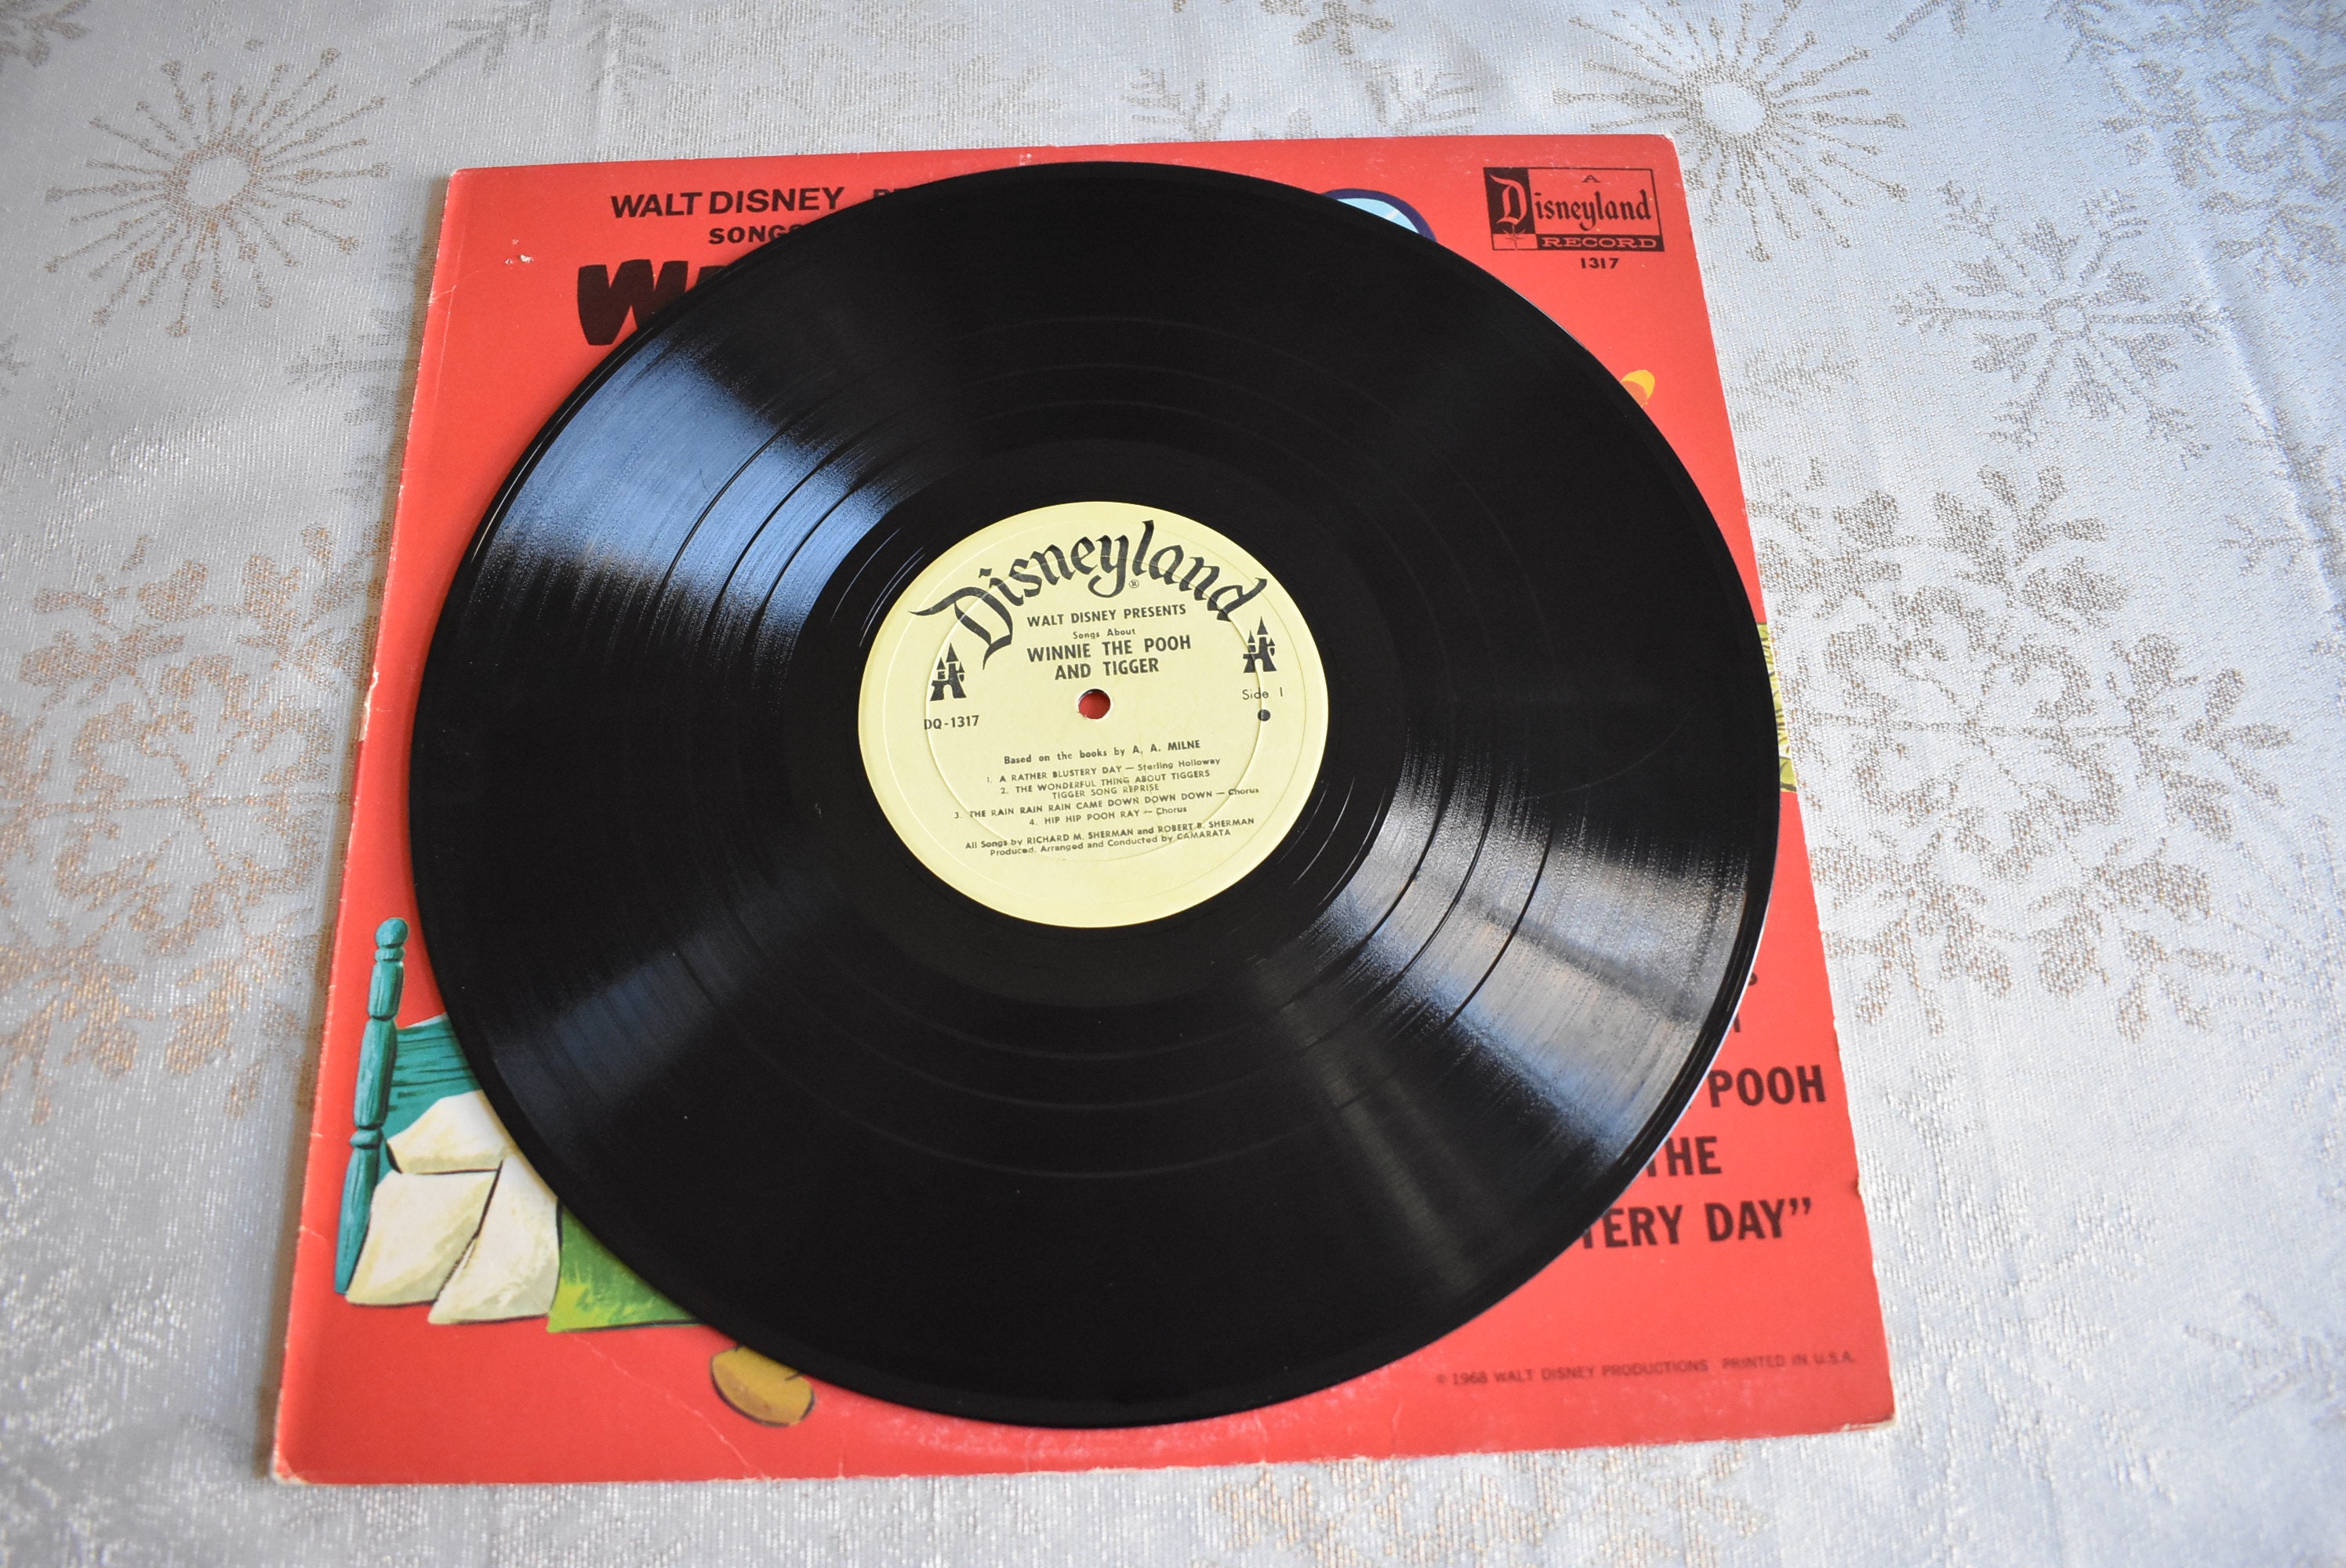 WALT DISNEY
SONGS
A
Disneyland
RECORD
1317
Disneyland
®
WALT DISNEY PRESENTS
Songs About
WINNIE THE POOH
AND TIGGER
Side 1
DQ-1317
Based on the books by A. A. MILNE
1. A RATHER BLUSTERY DAY — Sterling Holloway
2. THE WONDERFUL THING ABOUT TIGGERS
TIGGER SONG REPRISE
3. THE RAIN RAIN RAIN CAME DOWN DOWN DOWN — Chorus
4. HIP HIP POOH RAY — Chorus
All Songs by RICHARD M. SHERMAN and ROBERT B. SHERMAN
Produced, Arranged and Conducted by CAMARATA
POOH
THE
TERY DAY”
© 1968 WALT DISNEY PRODUCTIONS PRINTED IN U.S.A.